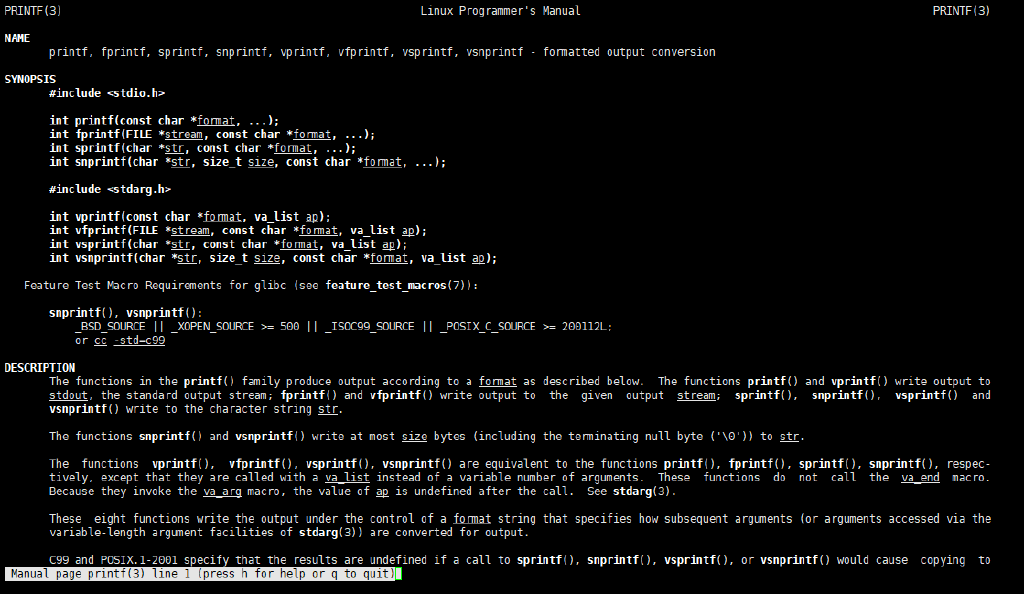 PRINTF(3)                  Linux Programmer's Manual                  PRINTF(3)
NAME
printf, fprintf, sprintf, snprintf, vprintf, vfprintf, vsprintf, vsnprintf - formatted output conversion
SYNOPSIS
#include <stdio.h>
int printf(const char *format, ...);
int fprintf(FILE *stream, const char *format, ...);
int sprintf(char *str, const char *format, ...);
int snprintf(char *str, size_t size, const char *format, ...);
#include <stdarg.h>
int vprintf(const char *format, va_list ap);
int vfprintf(FILE *stream, const char *format, va_list ap);
int vsprintf(char *str, const char *format, va_list ap);
int vsnprintf(char *str, size_t size, const char *format, va_list ap);
Feature Test Macro Requirements for glibc (see feature_test_macros(7)):
snprintf(), vsnprintf():
_BSD_SOURCE || _XOPEN_SOURCE >= 500 || _ISOC99_SOURCE || _POSIX_C_SOURCE >= 200112L;
or cc -std=c99
DESCRIPTION
The functions in the printf() family produce output according to a format as described below.  The functions printf() and vprintf() write output to
stdout, the standard output stream; fprintf() and vfprintf() write output to  the  given  output  stream;  sprintf(),  snprintf(),  vsprintf()  and
vsnprintf() write to the character string str.
The functions snprintf() and vsnprintf() write at most size bytes (including the terminating null byte ('\0')) to str.
The  functions  vprintf(),  vfprintf(), vsprintf(), vsnprintf() are equivalent to the functions printf(), fprintf(), sprintf(), snprintf(), respec-
tively, except that they are called with a va_list instead of a variable number of arguments.  These  functions  do  not  call  the  va_end  macro.
Because they invoke the va_arg macro, the value of ap is undefined after the call.  See stdarg(3).
These  eight functions write the output under the control of a format string that specifies how subsequent arguments (or arguments accessed via the
variable-length argument facilities of stdarg(3)) are converted for output.
C99 and POSIX.1-2001 specify that the results are undefined if a call to sprintf(), snprintf(), vsprintf(), or vsnprintf() would cause  copying  to
Manual page printf(3) line 1 (press h for help or q to quit)